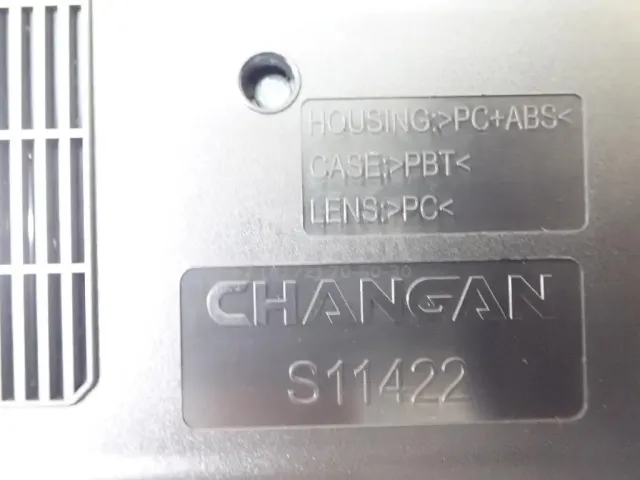 HOUSING:>PC+ABS<
CASE:>PBT<
LENS:>PC<
CHANGAN
S11422